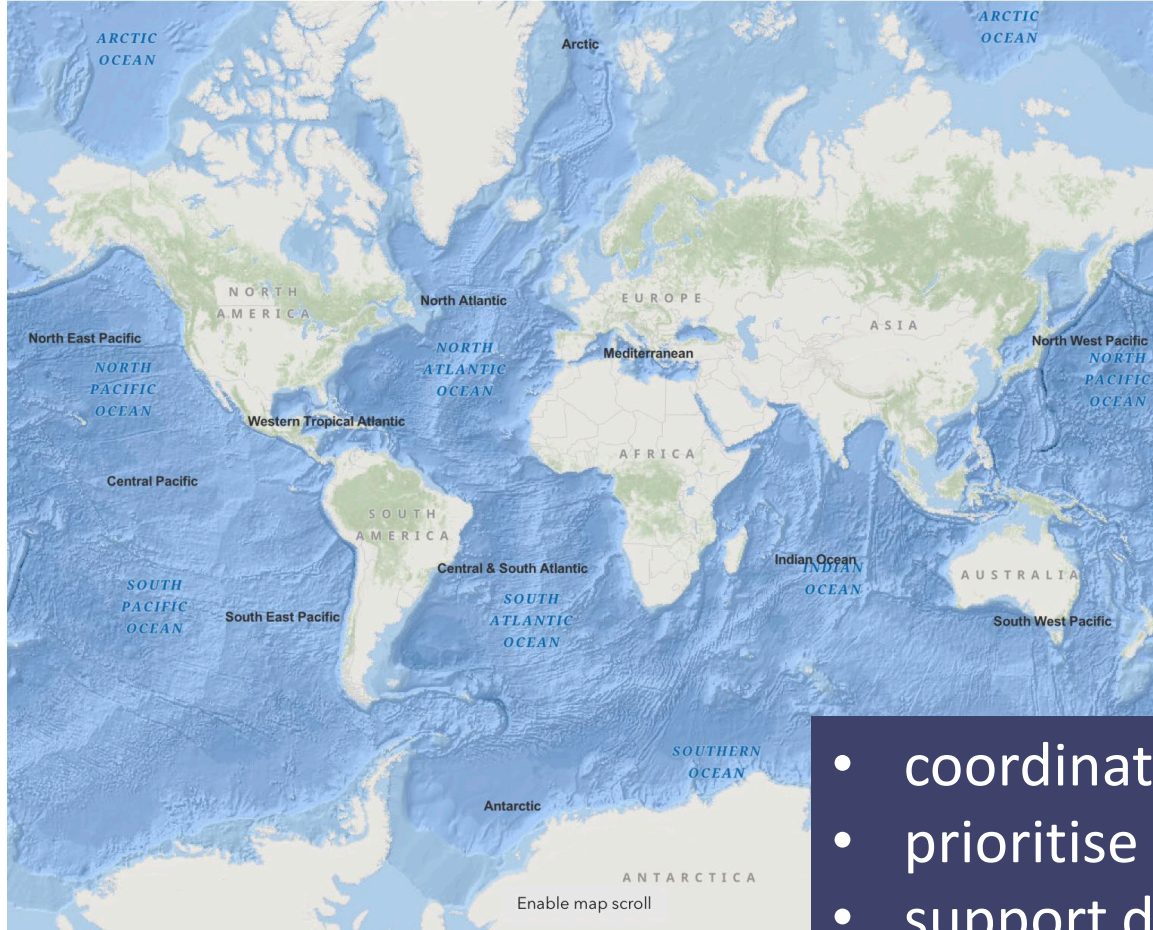 ARCTIC
OCEAN
ARCTIC
OCEAN
Arctic
NORTH
AMERICA
North Atlantic
EUROPE
ASIA
North East Pacific
North West Pacific
NORTH
PACIFIC
OCEAN
NORTH
ATLANTIC
OCEAN
Mediterranean
NORTH
PACIFIC
OCEAN
Western Tropical Atlantic
AFRICA
Central Pacific
SOUTH
AMERICA
Central & South Atlantic
Indian Ocean
INDIAN
OCEAN
AUSTRALIA
SOUTH
PACIFIC
OCEAN
South East Pacific
SOUTH
ATLANTIC
OCEAN
South West Pacific
SOUTHERN
OCEAN
Antarctic
ANTARCTICA
Enable map scroll
• coordinat
• prioritise
• support d